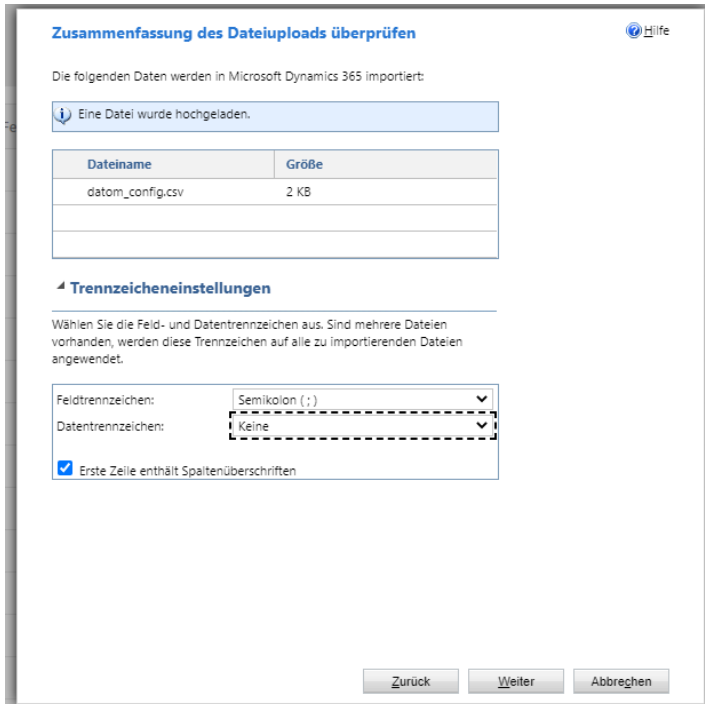 Zusammenfassung des Dateiuploads überprüfen
Hilfe
Die folgenden Daten werden in Microsoft Dynamics 365 importiert:
Fe
Eine Datei wurde hochgeladen.
Dateiname Größe
datom_config.csv 2 KB
Trennzeicheneinstellungen
Wählen Sie die Feld- und Datentrennzeichen aus. Sind mehrere Dateien
vorhanden, werden diese Trennzeichen auf alle zu importierenden Dateien
angewendet.
Feldtrennzeichen: Semikolon ( ; )
Datentrennzeichen: Keine
Erste Zeile enthält Spaltenüberschriften
Zurück Weiter Abbrechen